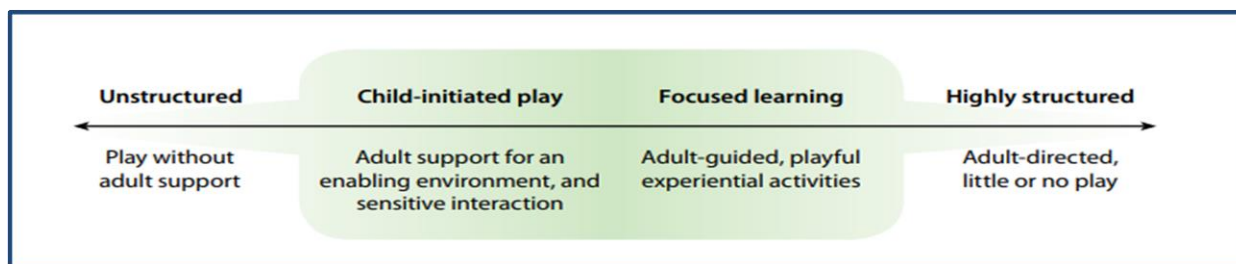 Unstructured
Child-initiated play
Focused learning
Highly structured
Play without
adult support
Adult support for an
enabling environment, and
sensitive interaction
Adult-guided, playful
experiential activities
Adult-directed,
little or no play